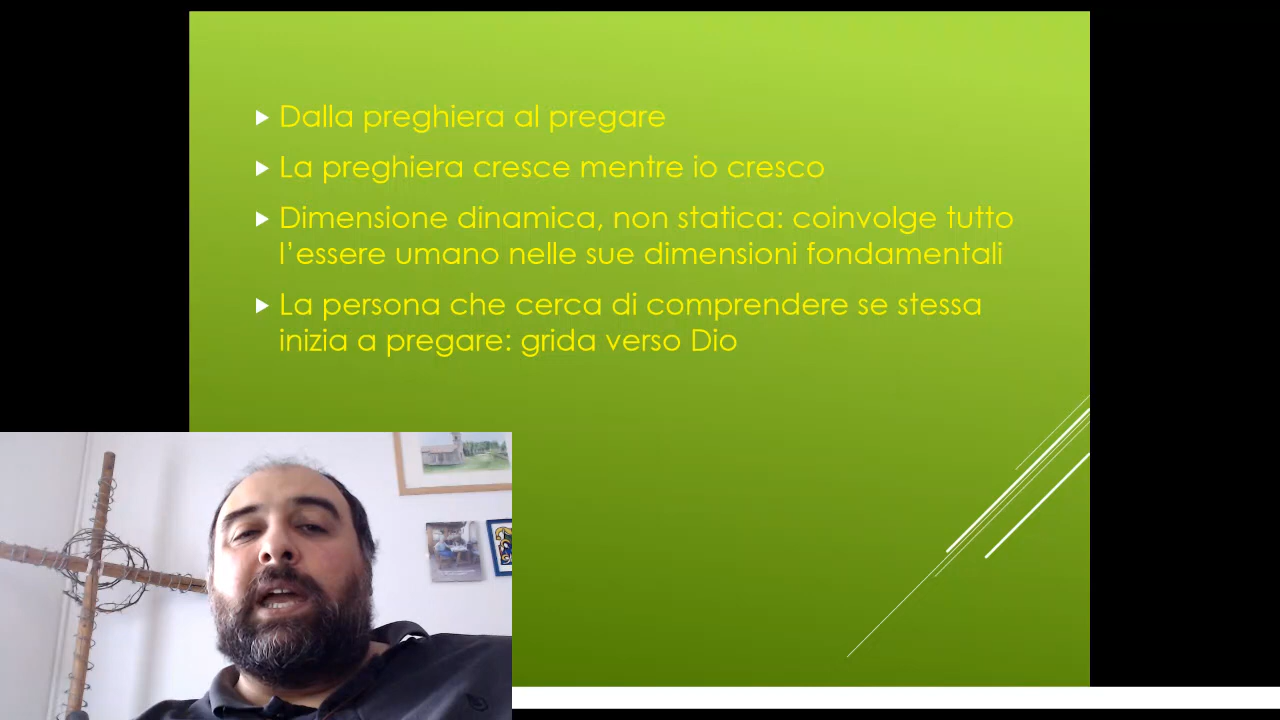 Dalla preghiera al pregare
La preghiera cresce mentre io cresco
Dimensione dinamica, non statica: coinvolge tutto
l’essere umano nelle sue dimensioni fondamentali
La persona che cerca di comprendere se stessa
inizia a pregare: grida verso Dio